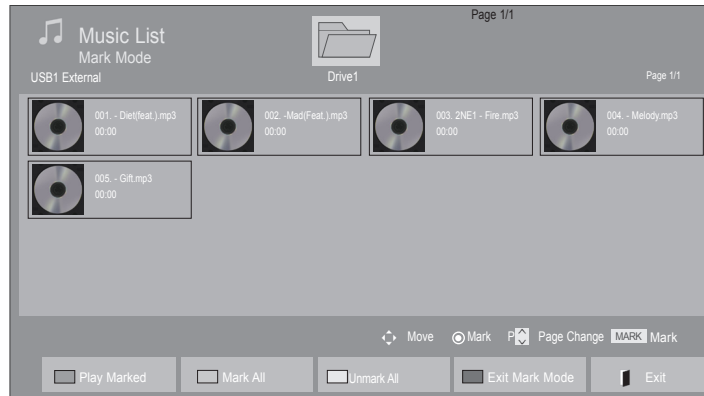 Page 1/1
Music List
Mark Mode
USB1 External
Drive1
Page 1/1
001. - Diet(feat.).mp3
00:00
002. -Mad(Feat.).mp3
00:00
003. 2NE1 - Fire.mp3
00:00
004. - Melody.mp3
00:00
005. - Gift.mp3
00:00
Move Mark P Page Change MARK Mark
Play Marked Mark All Unmark All Exit Mark Mode Exit